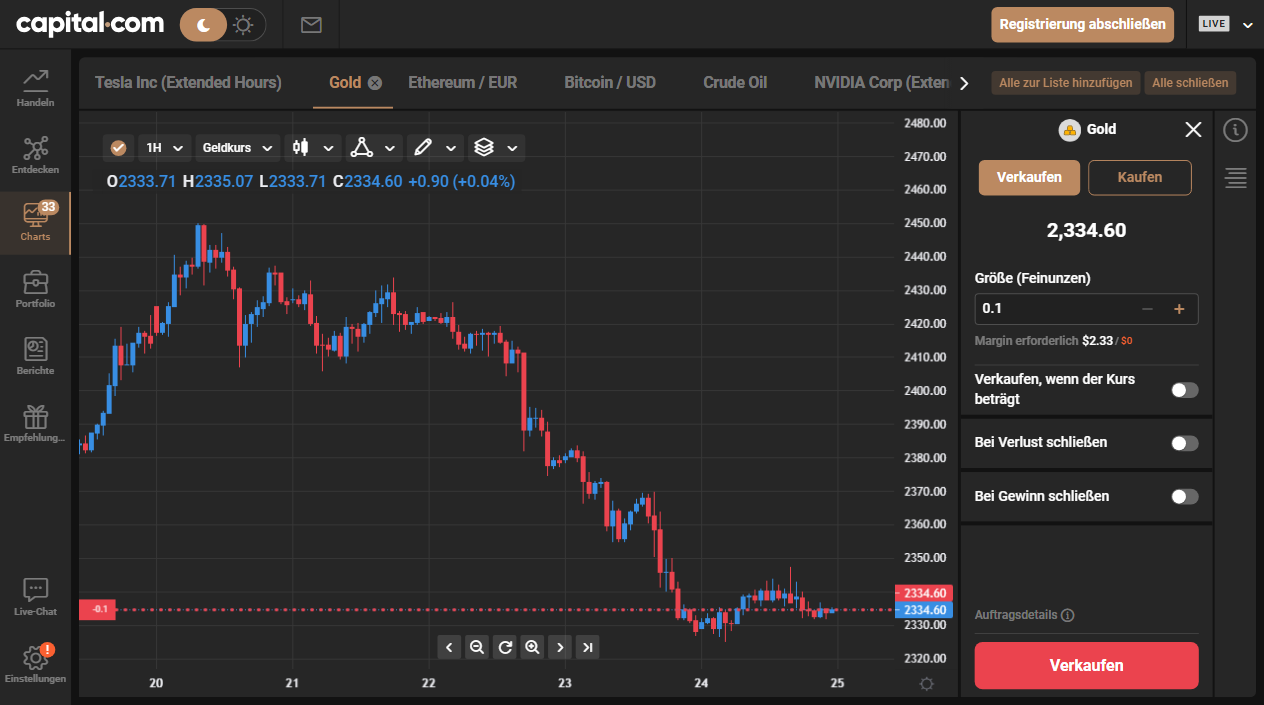 capital.com
Registrierung abschließen
LIVE
Handeln
Entdecken
33
Charts
Portfolio
Berichte
Empfehlung...
Live-Chat
!
Einstellungen
Tesla Inc (Extended Hours)
Gold
Ethereum / EUR
Bitcoin / USD
Crude Oil
NVIDIA Corp (Exten
Alle zur Liste hinzufügen
Alle schließen
1H
Geldkurs
O2333.71 H2335.07 L2333.71 C2334.60 +0.90 (+0.04%)
2480.00
2470.00
2460.00
2450.00
2440.00
2430.00
2420.00
2410.00
2400.00
2390.00
2380.00
2370.00
2360.00
2350.00
2334.60
2334.60
2330.00
2320.00
-0.1
20
21
22
23
24
25
Gold
Verkaufen
Kaufen
2,334.60
Größe (Feinunzen)
0.1
Margin erforderlich $2.33 / $0
Verkaufen, wenn der Kurs
beträgt
Bei Verlust schließen
Bei Gewinn schließen
Auftragsdetails
Verkaufen